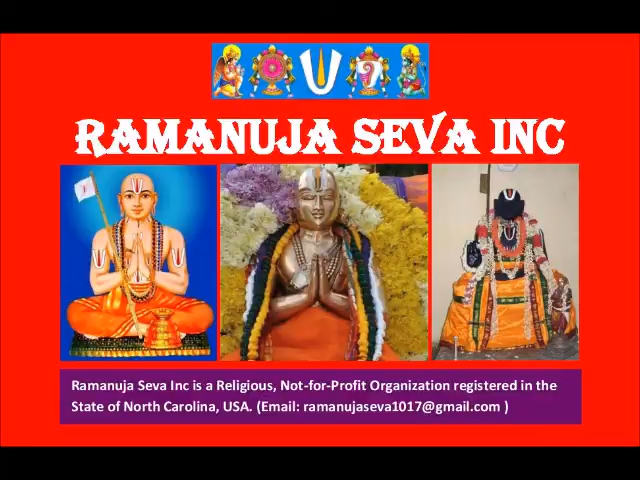 RAMANUJA SEVA INC
Ramanuja Seva Inc is a Religious, Not-for-Profit Organization registered in the
State of North Carolina, USA. (Email: ramanujaseva1017@gmail.com )